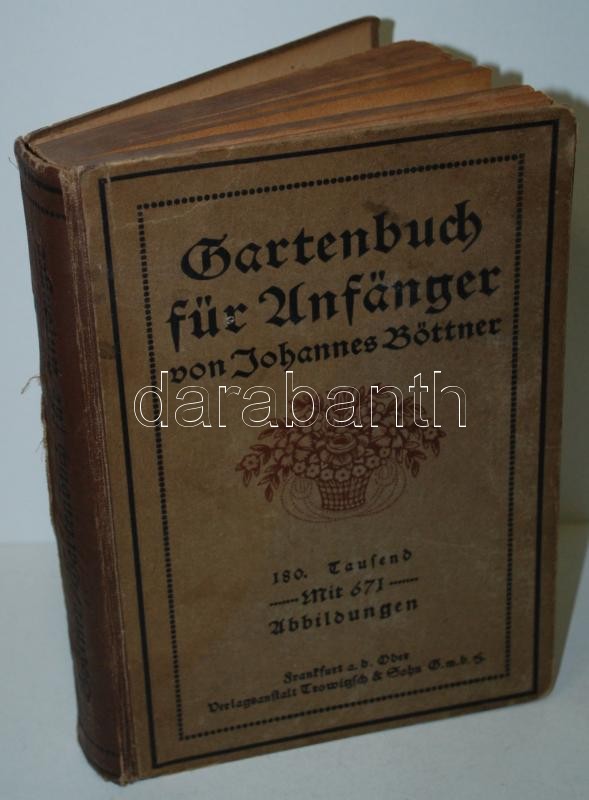 Gartenbuch
für Anfänger
von Johannes Böttner
darabanth
180. Tausend
Mit 671
Abbildungen
Frankfurt a. d. Oder
Verlagsanstalt Trowitzsch & Sohn G.m.b.H.